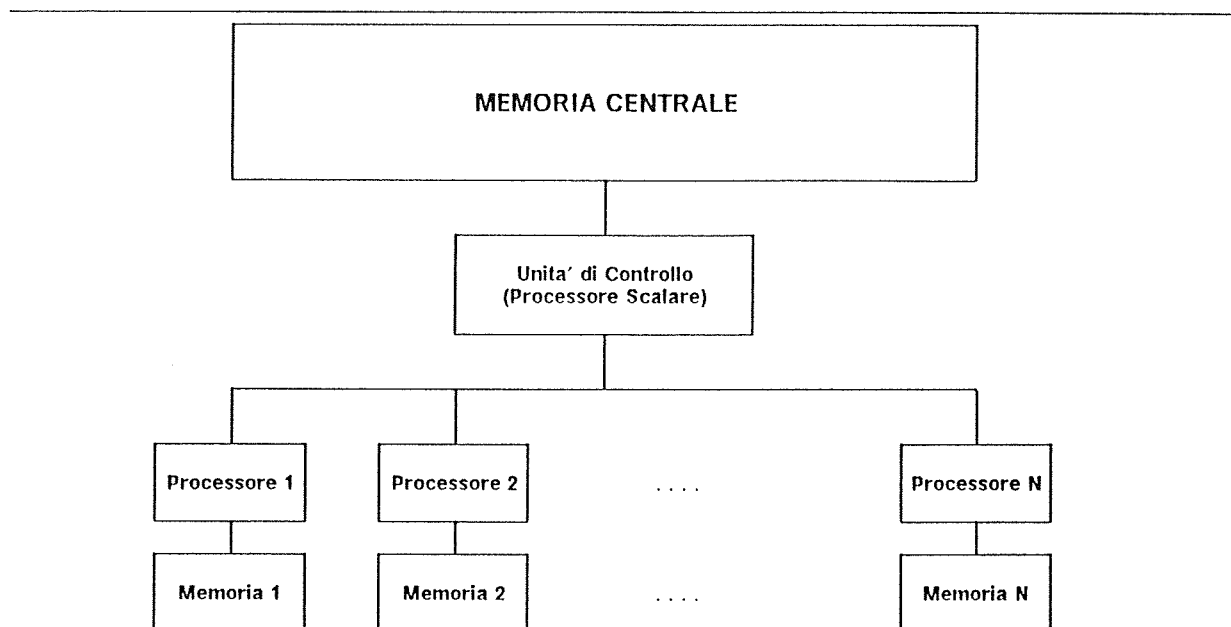 MEMORIA CENTRALE
Unita' di Controllo
(Processore Scalare)
Processore 1
Processore 2
. . . .
Processore N
Memoria 1
Memoria 2
. . . .
Memoria N